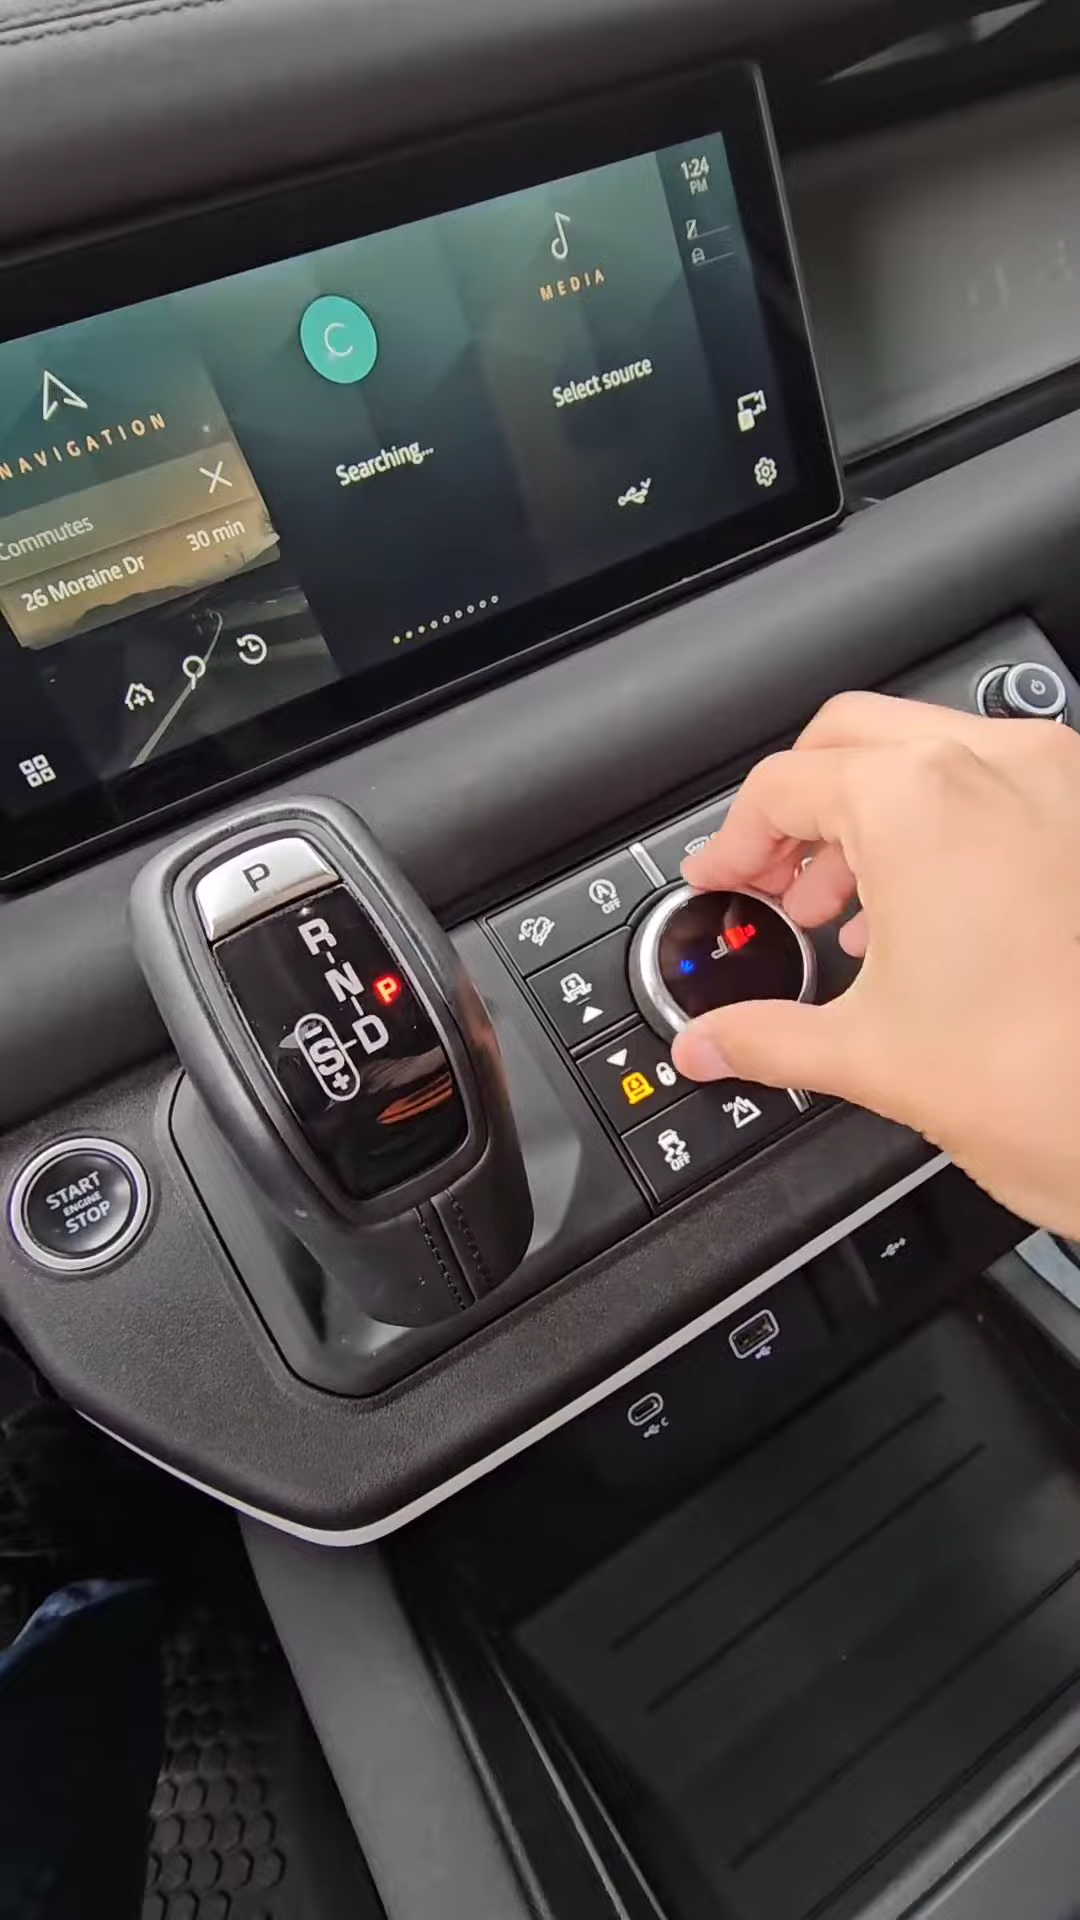 1:24
PM
MEDIA
Select source
Searching...
NAVIGATION
Commutes
26 Moraine Dr
30 min
P
R
N
P
D
S
START
ENGINE
STOP
OFF
OFF
Lo
C